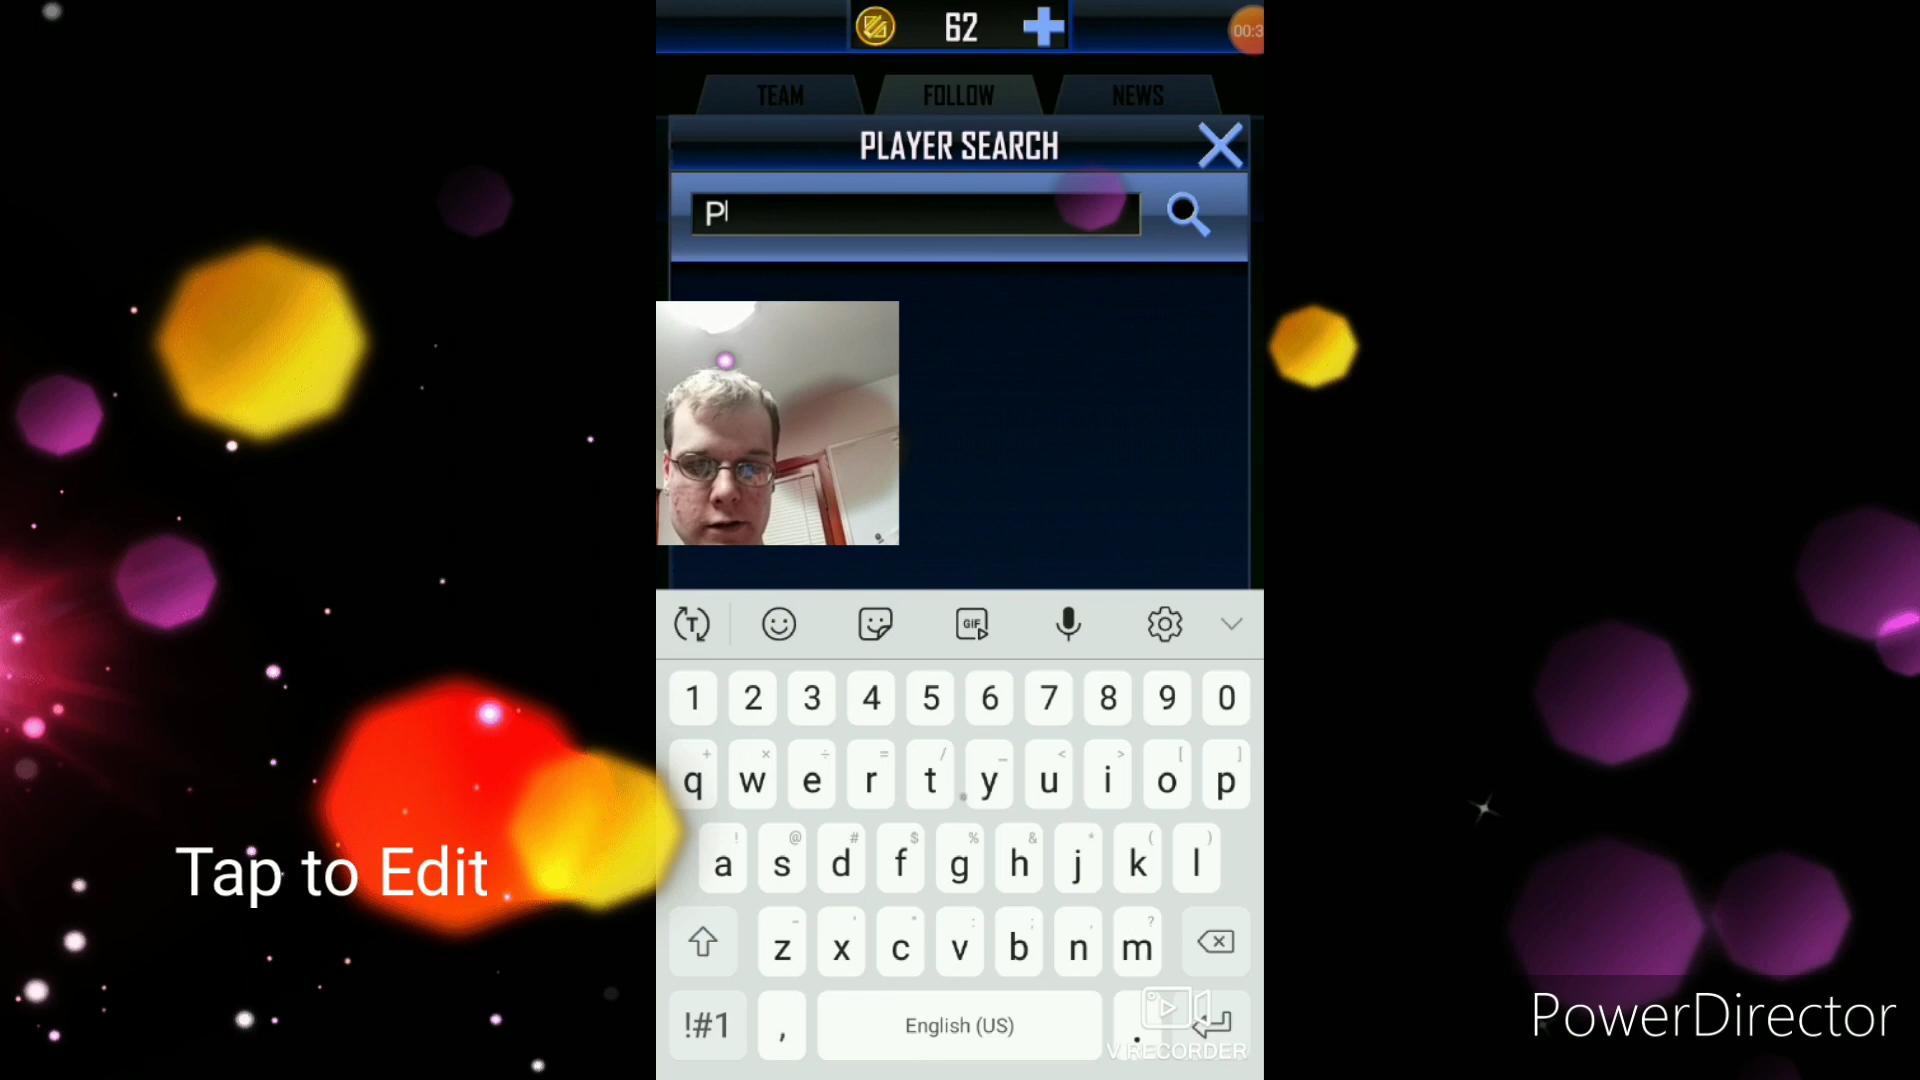 62
00:3
TEAM FOLLOW NEWS
PLAYER SEARCH
P
GIF
1 2 3 4 5 6 7 8 9 0
+ × ÷ = / _ < > [ ]
q w e r t y u i o p
! @ # $ % & * ( )
a s d f g h j k l
- ' " : ; , ?
z x c v b n m
!#1 , English (US) .
Tap to Edit
V RECORDER
PowerDirector